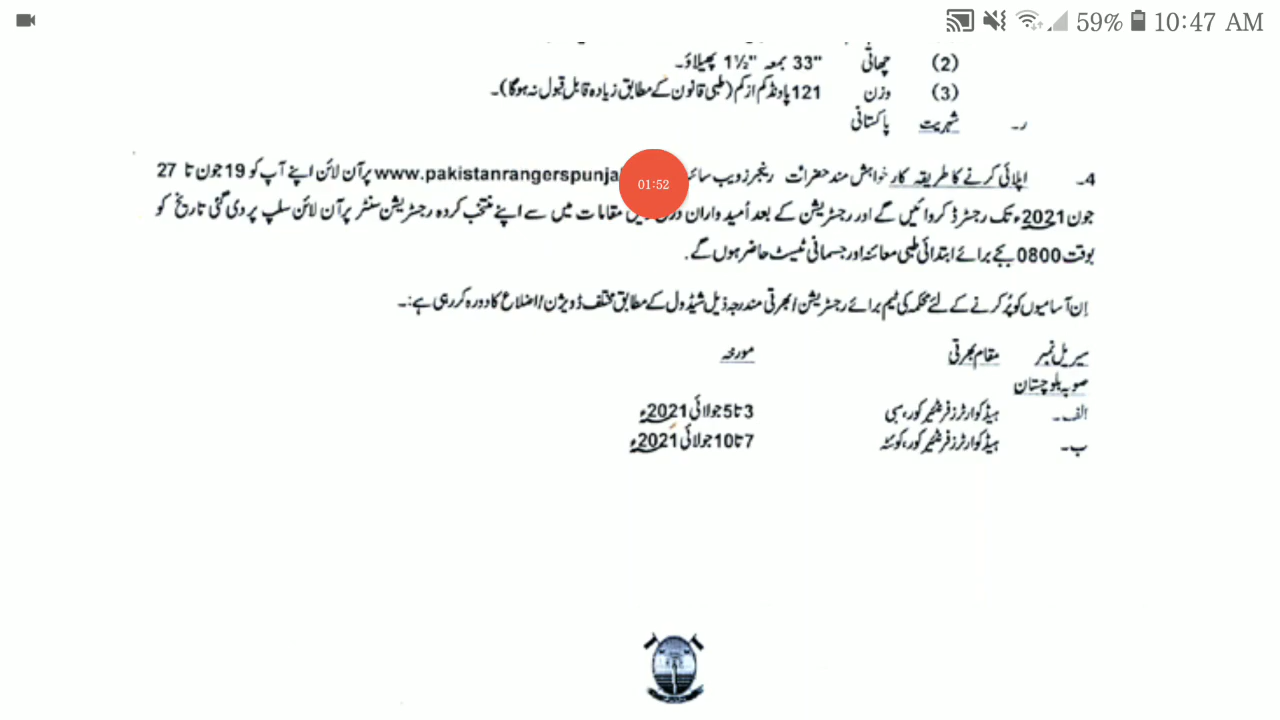 59% 10:47 AM
(2) چھاتی "33 بمعہ "1½ پھیلاؤ۔
(3) وزن 121 پاونڈ کم از کم (طبی قانون کے مطابق زیادہ قابل قبول نہ ہوگا)۔
ر۔ شہریت پاکستانی
4۔ اپلائی کرنے کا طریقہ کار خواہش مند حضرات رینجرز ویب سائ www.pakistanrangerspunja پر آن لائن اپنے آپ کو 19 جون تا 27
01:52
جون 2021ء تک رجسٹرڈ کروائیں گے اور رجسٹریشن کے بعد اُمیدواران مقامات میں سے اپنے منتخب کردہ رجسٹریشن سنٹر پر آن لائن سلپ پر دی گئی تاریخ کو
بوقت 0800 بجے برائے ابتدائی طبی معائنہ اور جسمانی ٹیسٹ حاضر ہوں گے.
اِن آسامیوں کو پُر کرنے کے لئے محکمہ کی ٹیم برائے رجسٹریشن/بھرتی مندرجہ ذیل شیڈول کے مطابق مختلف ڈویژن/اضلاع کا دورہ کر رہی ہے:۔
سیریل نمبر مقام بھرتی مورخہ
صوبہ بلوچستان
الف۔ ہیڈکوارٹرز فرنٹیر کور، سبی 3 تا 5 جولائی 2021ء
ب۔ ہیڈکوارٹرز فرنٹیر کور، کوئٹہ 7 تا 10 جولائی 2021ء